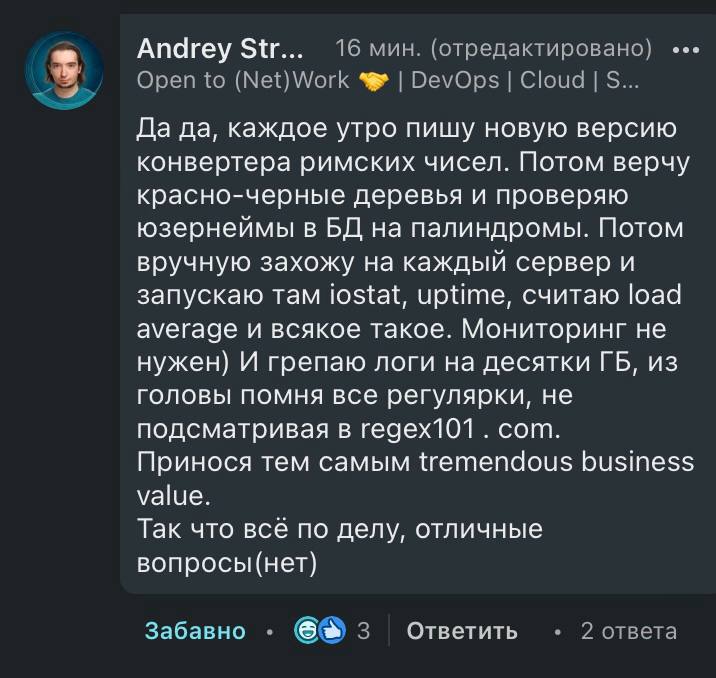 Andrey Str... 16 мин. (отредактировано)
Open to (Net)Work 🤝 | DevOps | Cloud | S...
Да да, каждое утро пишу новую версию
конвертера римских чисел. Потом верчу
красно-черные деревья и проверяю
юзернеймы в БД на палиндромы. Потом
вручную захожу на каждый сервер и
запускаю там iostat, uptime, считаю load
average и всякое такое. Мониторинг не
нужен) И грепаю логи на десятки ГБ, из
головы помня все регулярки, не
подсматривая в regex101 . com.
Принося тем самым tremendous business
value.
Так что всё по делу, отличные
вопросы(нет)
Забавно • 3 | Ответить • 2 ответа